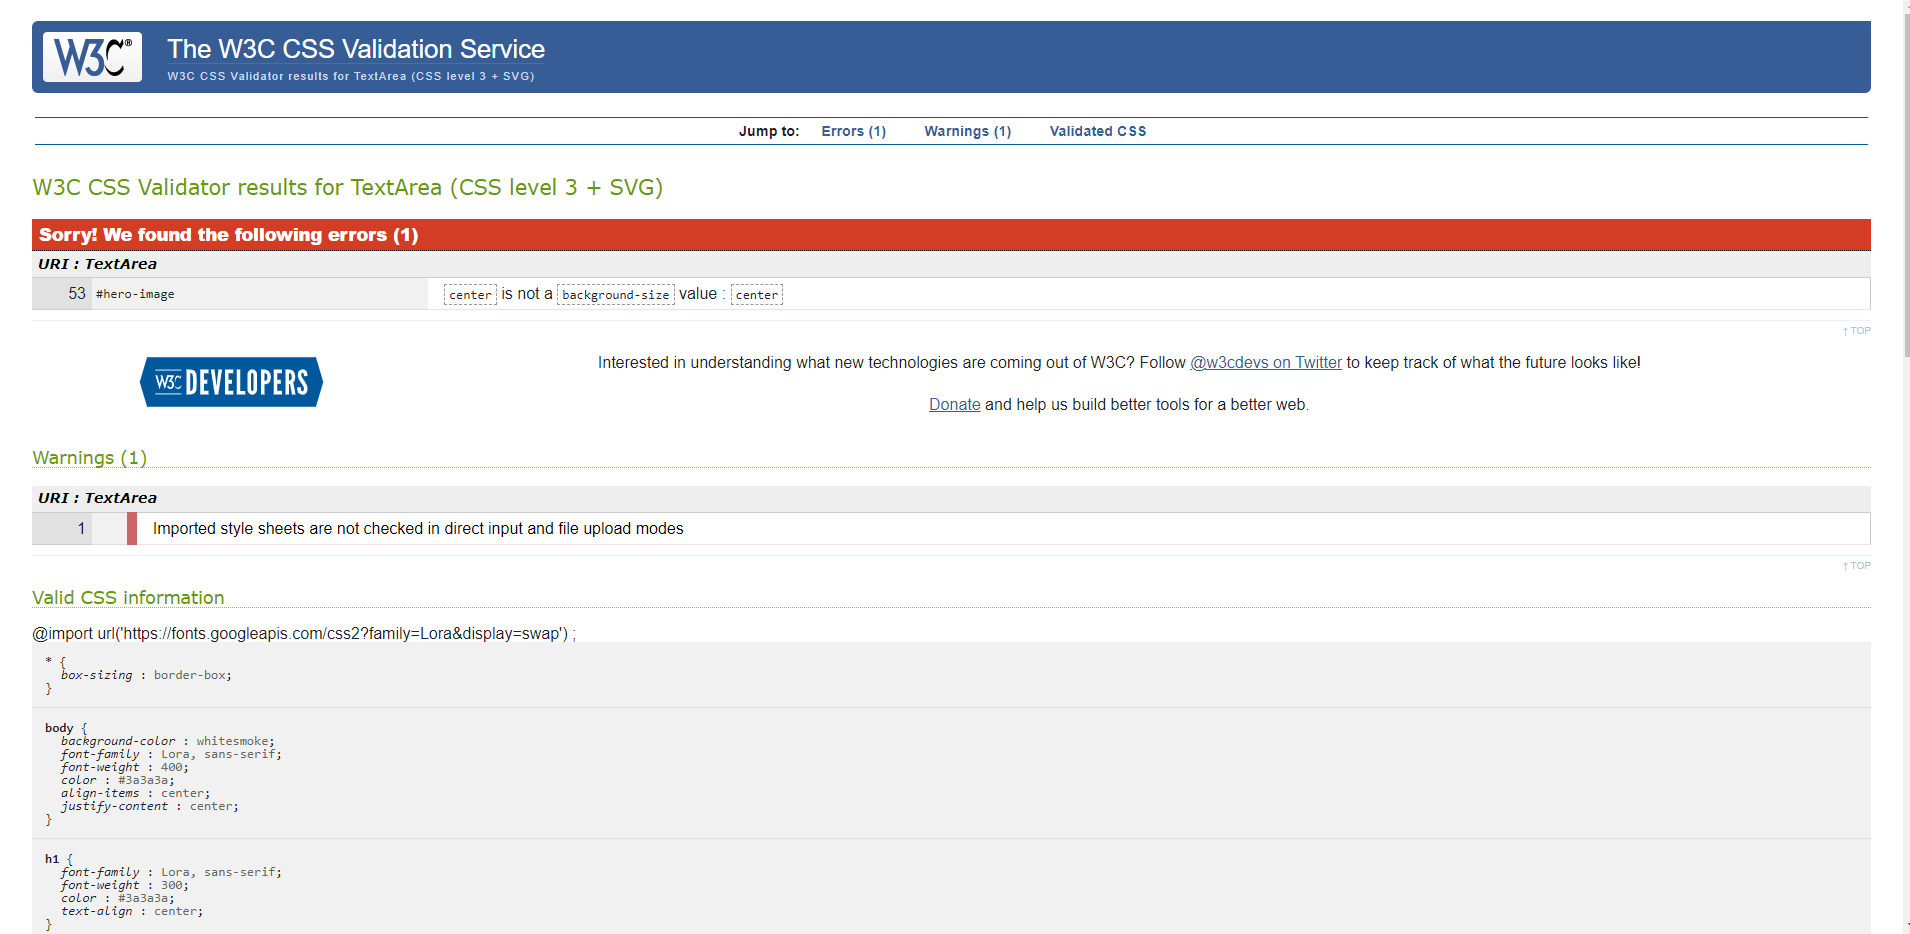 W3C®
The W3C CSS Validation Service
W3C CSS Validator results for TextArea (CSS level 3 + SVG)
Jump to: Errors (1) Warnings (1) Validated CSS
W3C CSS Validator results for TextArea (CSS level 3 + SVG)
Sorry! We found the following errors (1)
URI : TextArea
53 #hero-image center is not a background-size value : center
↑ TOP
W3C DEVELOPERS
Interested in understanding what new technologies are coming out of W3C? Follow @w3cdevs on Twitter to keep track of what the future looks like!
Donate and help us build better tools for a better web.
Warnings (1)
URI : TextArea
1 Imported style sheets are not checked in direct input and file upload modes
↑ TOP
Valid CSS information
@import url('https://fonts.googleapis.com/css2?family=Lora&display=swap') ;
* {
box-sizing : border-box;
}
body {
background-color : whitesmoke;
font-family : Lora, sans-serif;
font-weight : 400;
color : #3a3a3a;
align-items : center;
justify-content : center;
}
h1 {
font-family : Lora, sans-serif;
font-weight : 300;
color : #3a3a3a;
text-align : center;
}